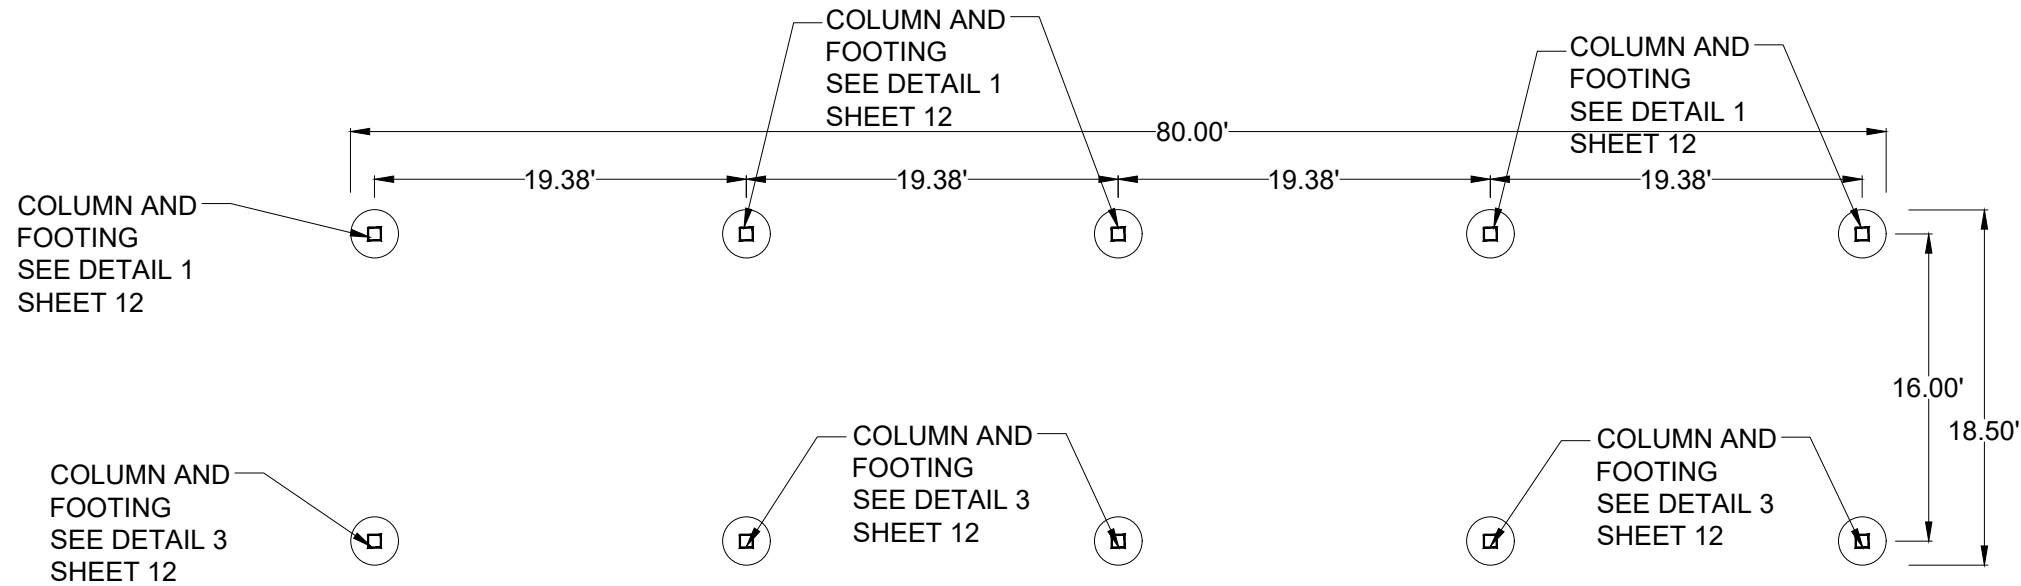 COLUMN AND
FOOTING
SEE DETAIL 1
SHEET 12
COLUMN AND
FOOTING
SEE DETAIL 1
SHEET 12
80.00'
19.38'
19.38'
19.38'
19.38'
COLUMN AND
FOOTING
SEE DETAIL 1
SHEET 12
16.00'
18.50'
COLUMN AND
FOOTING
SEE DETAIL 3
SHEET 12
COLUMN AND
FOOTING
SEE DETAIL 3
SHEET 12
COLUMN AND
FOOTING
SEE DETAIL 3
SHEET 12